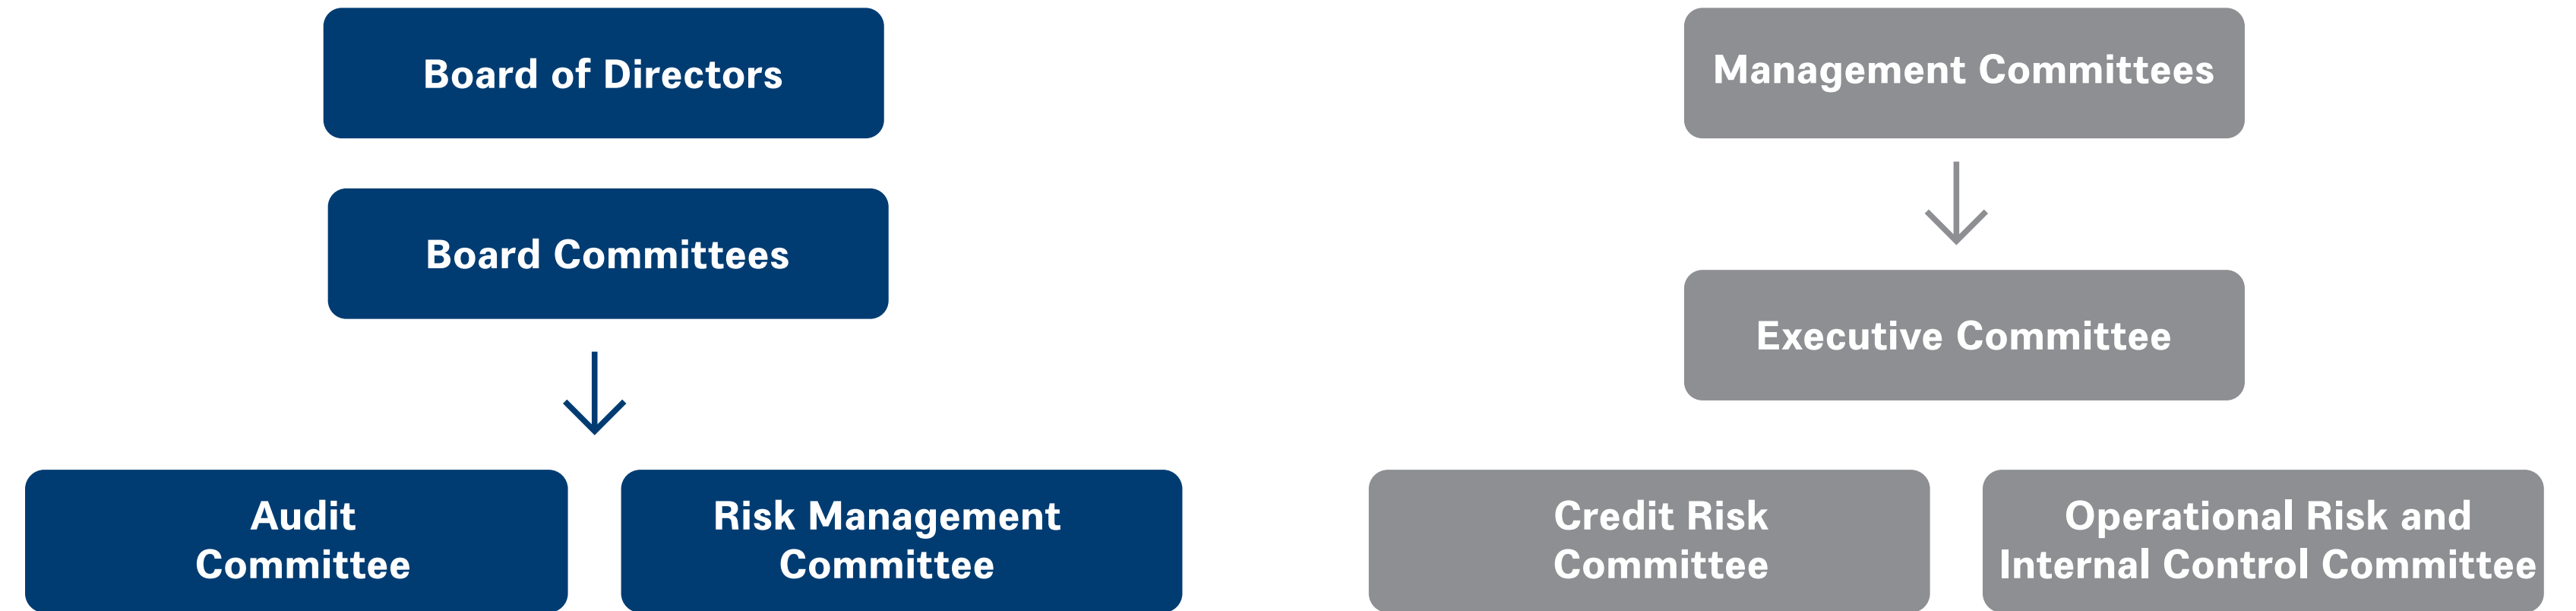 Board of Directors
Management Committees
Board Committees
Executive Committee
Audit
Committee
Risk Management
Committee
Credit Risk
Committee
Operational Risk and
Internal Control Committee